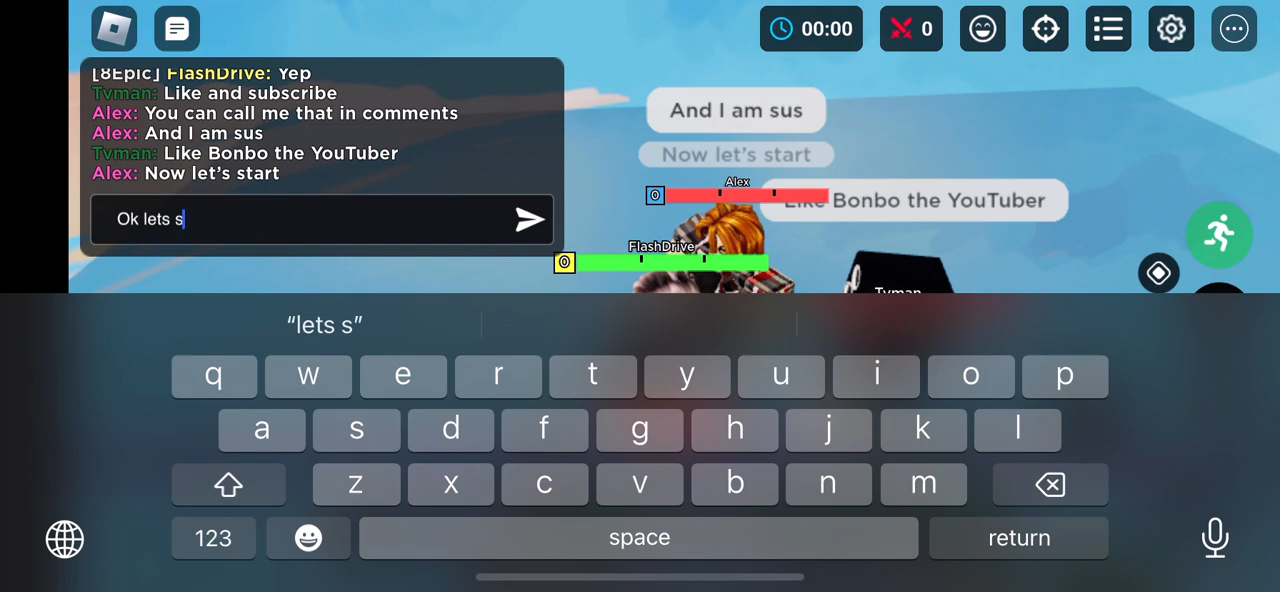 00:00
0
[8Epic] FlashDrive: Yep
Tvman: Like and subscribe
Alex: You can call me that in comments
Alex: And I am sus
Tvman: Like Bonbo the YouTuber
Alex: Now let's start
Ok lets s
And I am sus
Now let's start
Alex
0
Like Bonbo the YouTuber
FlashDrive
0
Tvman
“lets s”
q w e r t y u i o p
a s d f g h j k l
z x c v b n m
123 space return